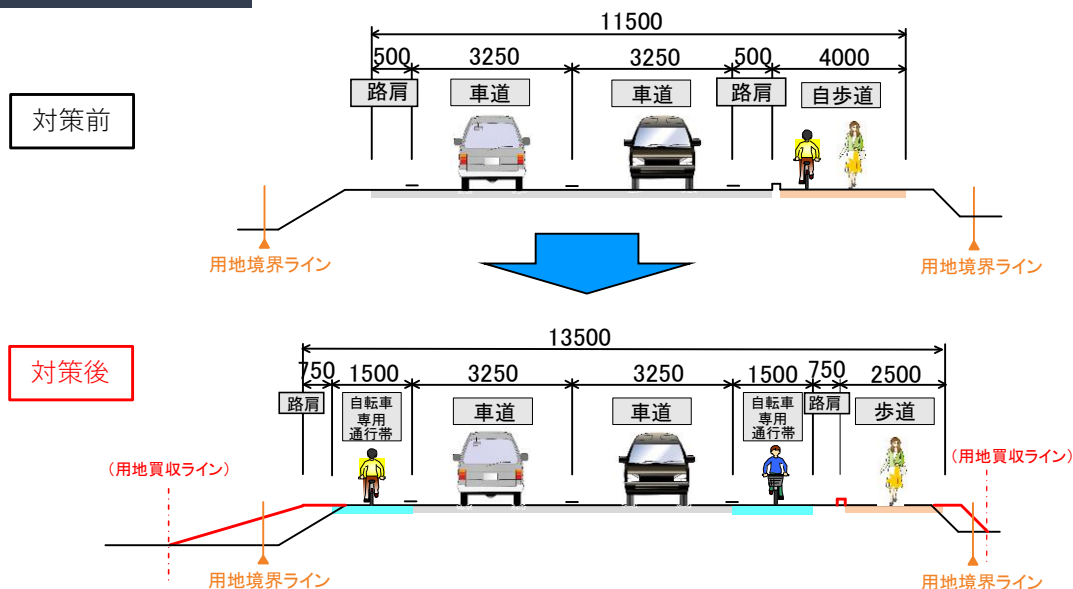 11500
500 3250 3250 500 4000
路肩 車道 車道 路肩 自歩道
対策前
用地境界ライン 用地境界ライン
13500
対策後
750 1500 3250 3250 1500 750 2500
路肩 自転車専用通行帯 車道 車道 自転車専用通行帯 路肩 歩道
(用地買収ライン) (用地買収ライン)
用地境界ライン 用地境界ライン